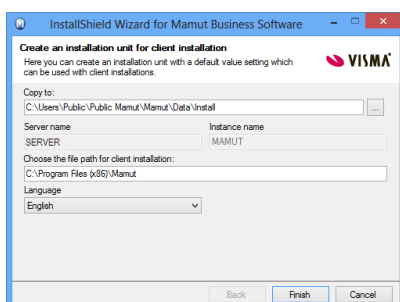 InstallShield Wizard for Mamut Business Software
Create an installation unit for client installation
Here you can create an installation unit with a default value setting which
can be used with client installations.
VISMA
Copy to:
C:\Users\Public\Public Mamut\Mamut\Data\Install
...
Server name
Instance name
SERVER
MAMUT
Choose the file path for client installation:
C:\Program Files (x86)\Mamut
Language
English
Back
Finish
Cancel